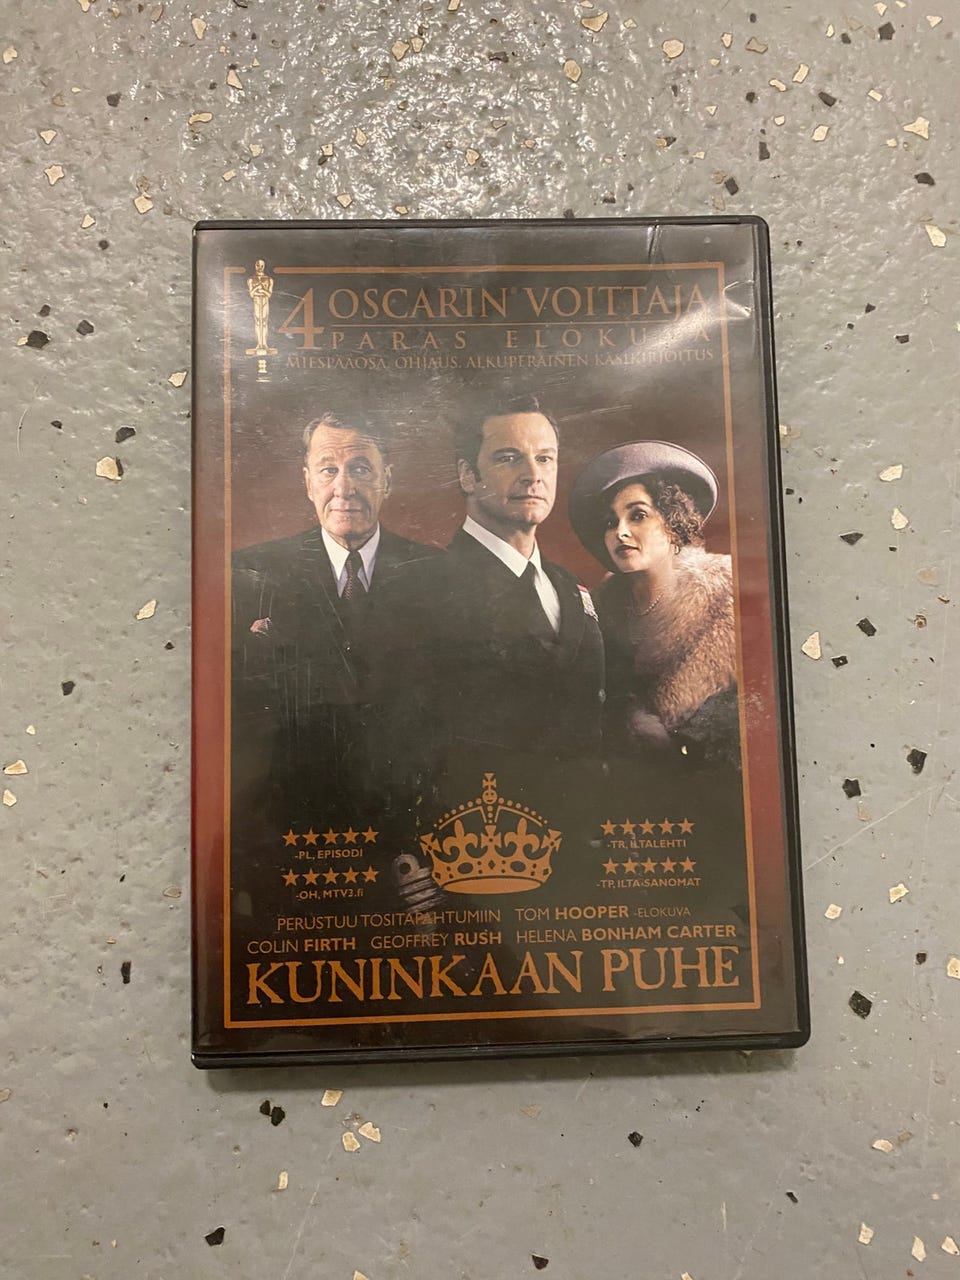 4 OSCARIN VOITTAJA
PARAS ELOKUVA
MIESPÄÄOSA, OHJAUS, ALKUPERÄINEN KÄSIKIRJOITUS
★★★★★
-PL, EPISODI
★★★★★
-OH, MTV3.fi
★★★★★
-TR, ILTALEHTI
★★★★★
-TP, ILTA-SANOMAT
PERUSTUU TOSITAPAHTUMIIN TOM HOOPER -ELOKUVA
COLIN FIRTH GEOFFREY RUSH HELENA BONHAM CARTER
KUNINKAAN PUHE